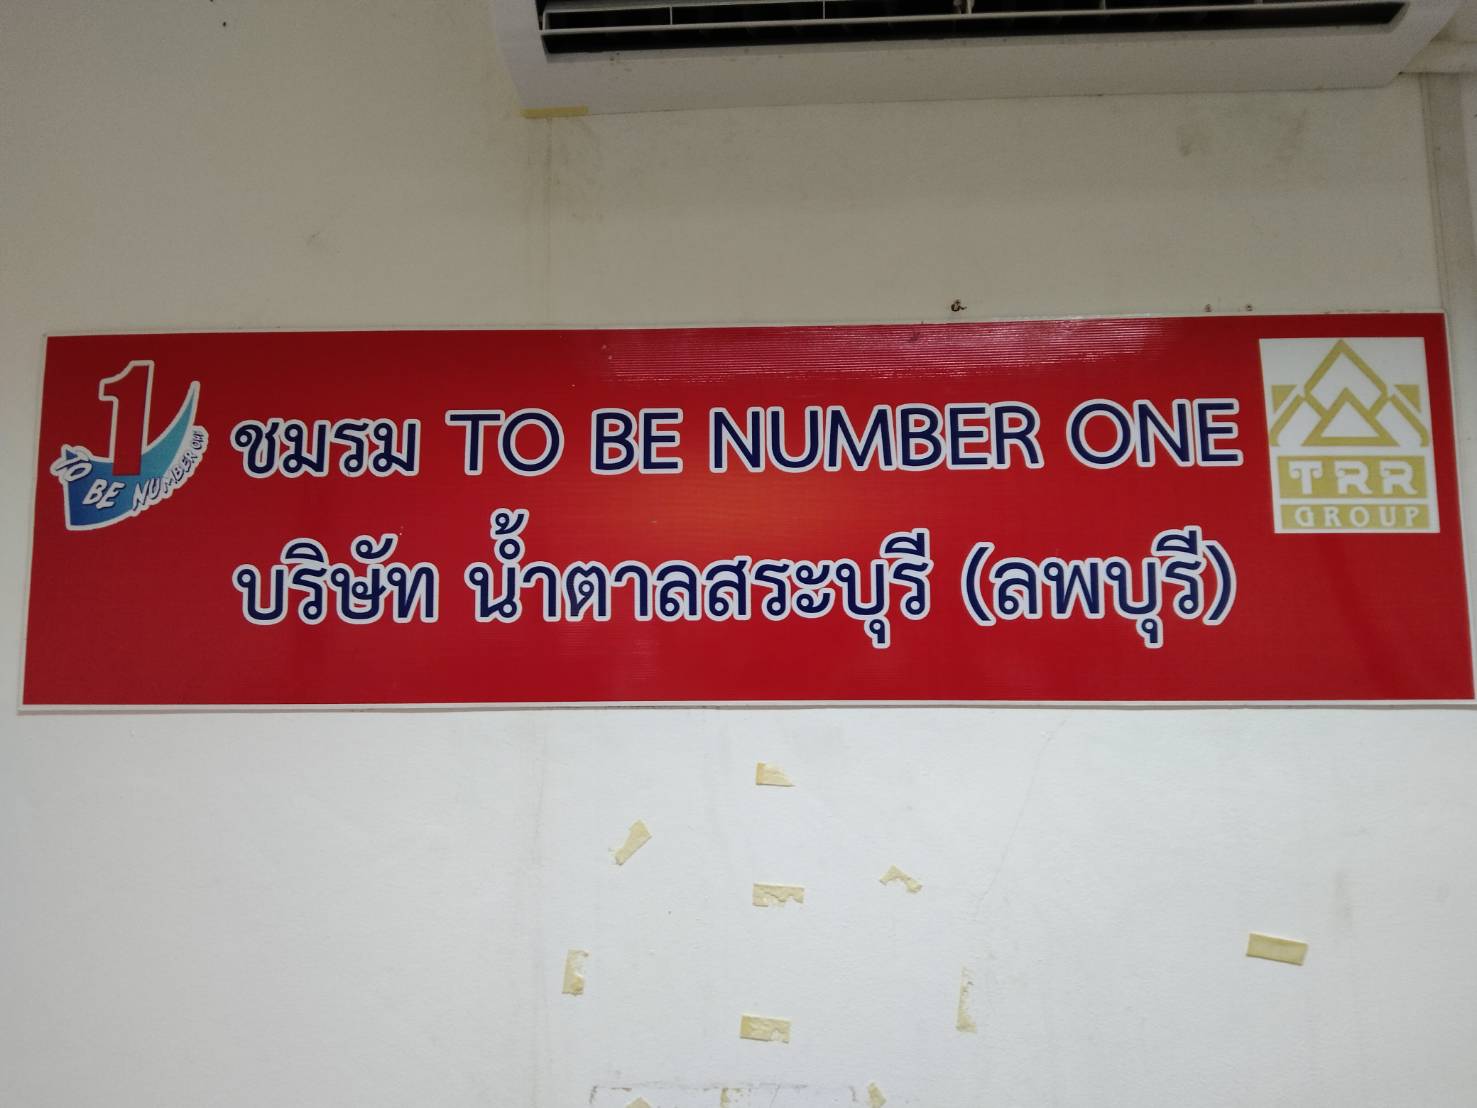 1
TO BE NUMBER ONE
ชมรม TO BE NUMBER ONE
บริษัท น้ำตาลสระบุรี (ลพบุรี)
TRR
GROUP